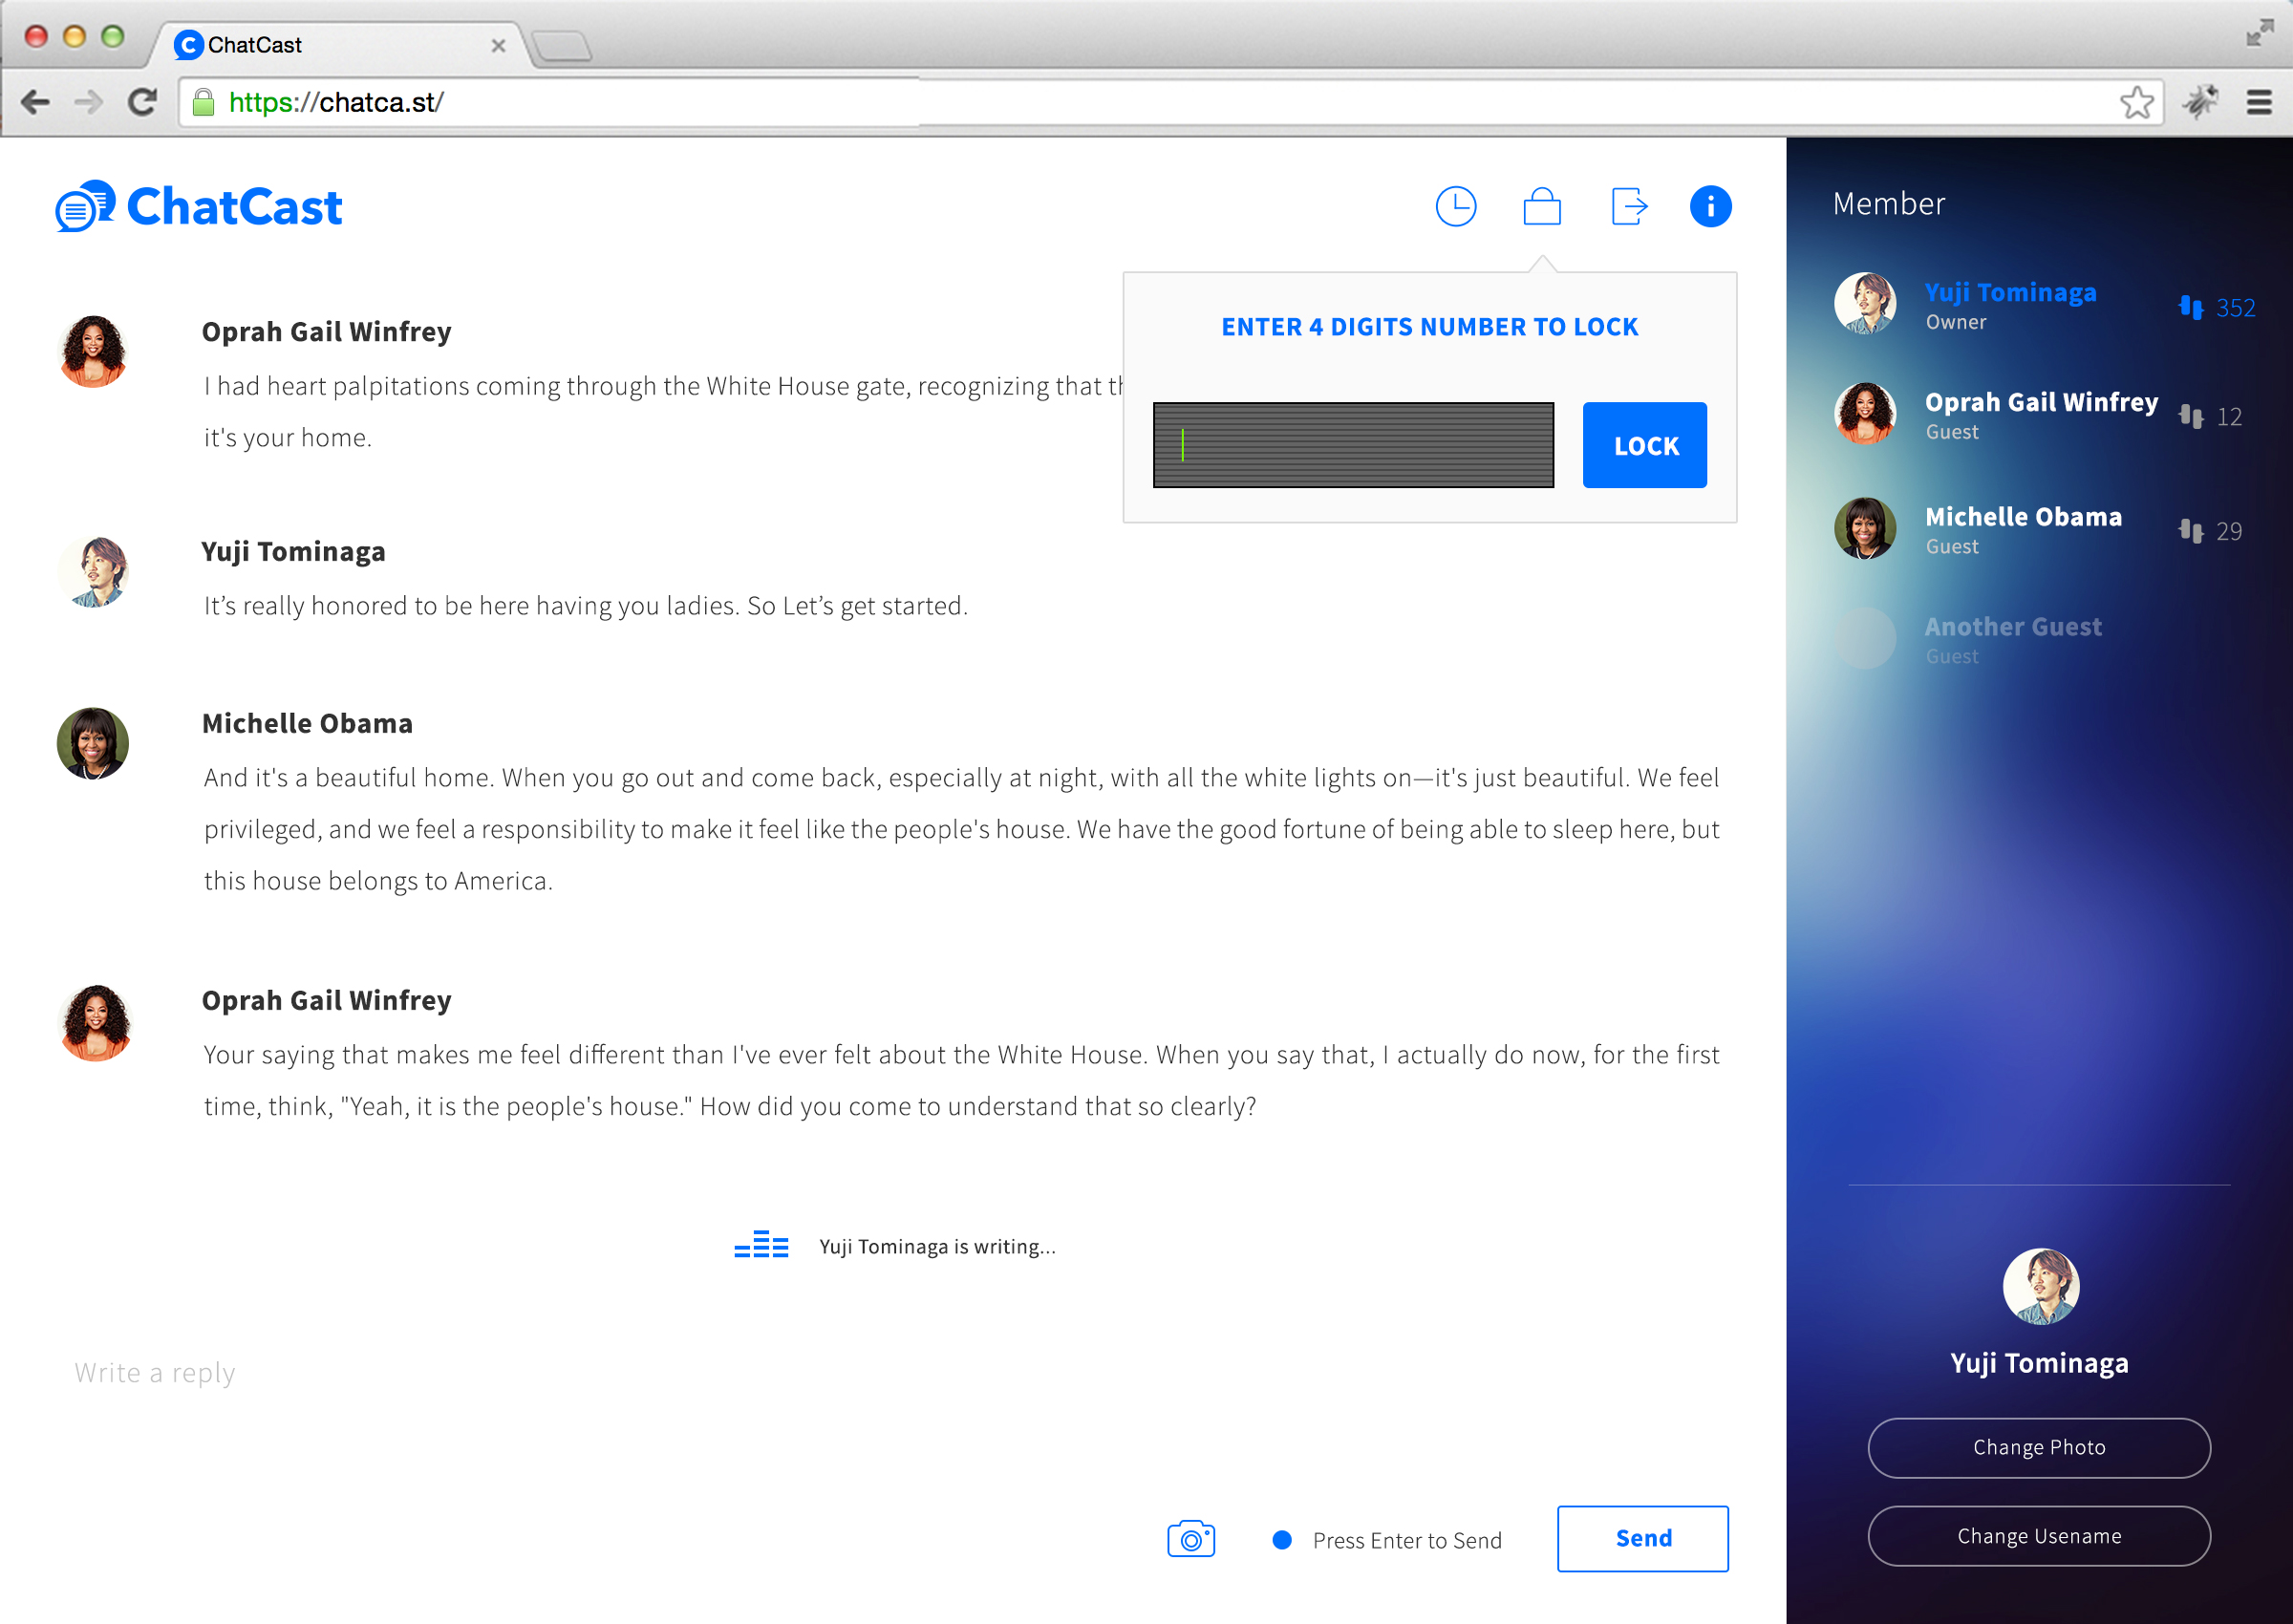 ChatCast
https://chatca.st/
ChatCast
ENTER 4 DIGITS NUMBER TO LOCK
LOCK
Oprah Gail Winfrey
I had heart palpitations coming through the White House gate, recognizing that
it's your home.
Yuji Tominaga
It’s really honored to be here having you ladies. So Let’s get started.
Michelle Obama
And it's a beautiful home. When you go out and come back, especially at night, with all the white lights on—it's just beautiful. We feel
privileged, and we feel a responsibility to make it feel like the people's house. We have the good fortune of being able to sleep here, but
this house belongs to America.
Oprah Gail Winfrey
Your saying that makes me feel different than I've ever felt about the White House. When you say that, I actually do now, for the first
time, think, "Yeah, it is the people's house." How did you come to understand that so clearly?
Yuji Tominaga is writing...
Write a reply
Press Enter to Send
Send
Member
Yuji Tominaga
Owner
352
Oprah Gail Winfrey
Guest
12
Michelle Obama
Guest
29
Another Guest
Guest
Yuji Tominaga
Change Photo
Change Usename